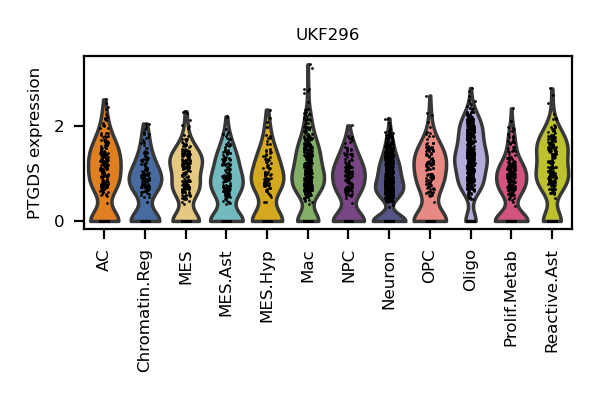 UKF296
PTGDS expression
2
0
AC
Chromatin.Reg
MES
MES.Ast
MES.Hyp
Mac
NPC
Neuron
OPC
Oligo
Prolif.Metab
Reactive.Ast